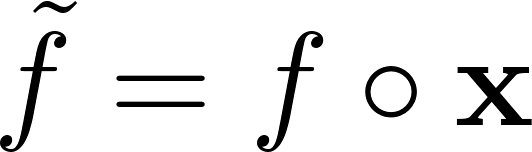 f̃ = f ∘ 𝐱